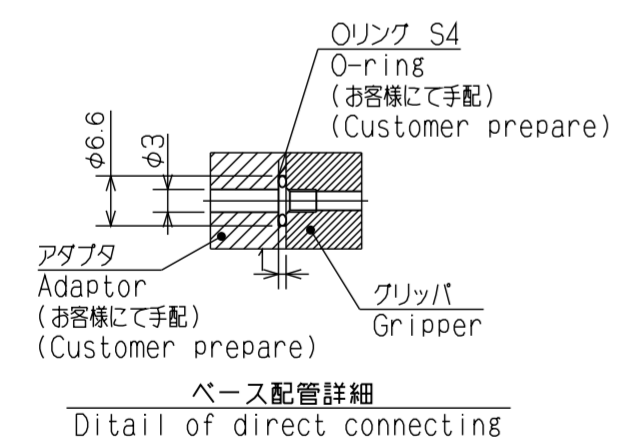 Oリング S4
O-ring
(お客様にて手配)
(Customer prepare)
φ6.6
φ3
1
アダプタ
Adaptor
(お客様にて手配)
(Customer prepare)
グリッパ
Gripper
ベース配管詳細
Ditail of direct connecting